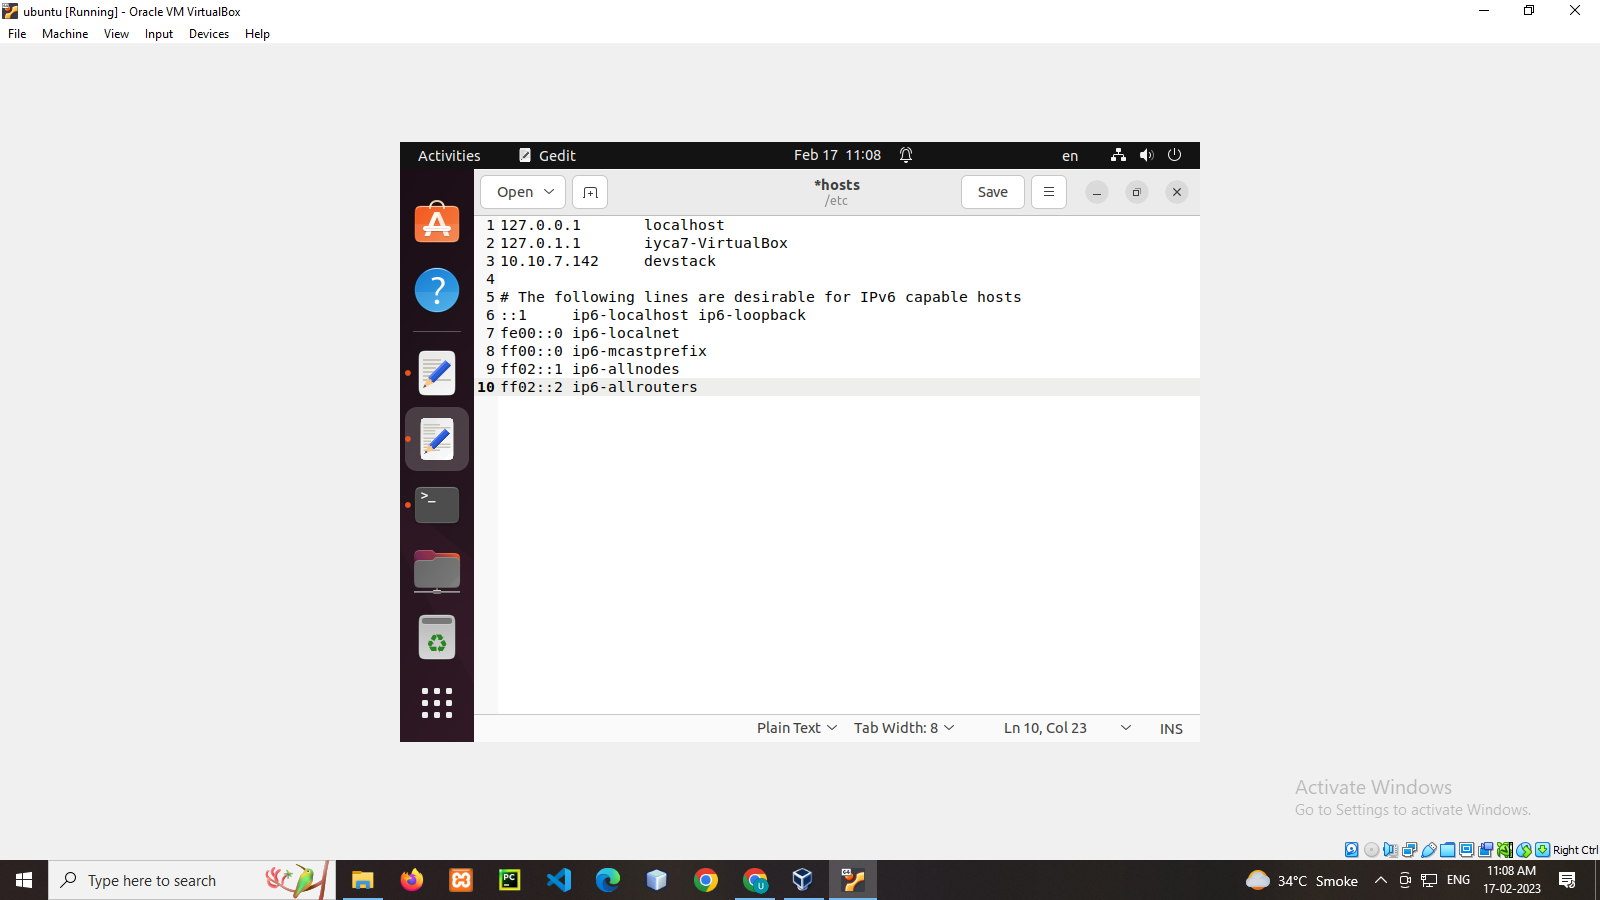 ubuntu [Running] - Oracle VM VirtualBox
File Machine View Input Devices Help
Activities Gedit Feb 17 11:08 en
Open *hosts Save
/etc
1 127.0.0.1 localhost
2 127.0.1.1 iyca7-VirtualBox
3 10.10.7.142 devstack
4
5 # The following lines are desirable for IPv6 capable hosts
6 ::1 ip6-localhost ip6-loopback
7 fe00::0 ip6-localnet
8 ff00::0 ip6-mcastprefix
9 ff02::1 ip6-allnodes
10 ff02::2 ip6-allrouters
Plain Text Tab Width: 8 Ln 10, Col 23 INS
Activate Windows
Go to Settings to activate Windows.
Right Ctrl
Type here to search 34°C Smoke ENG 11:08 AM
17-02-2023